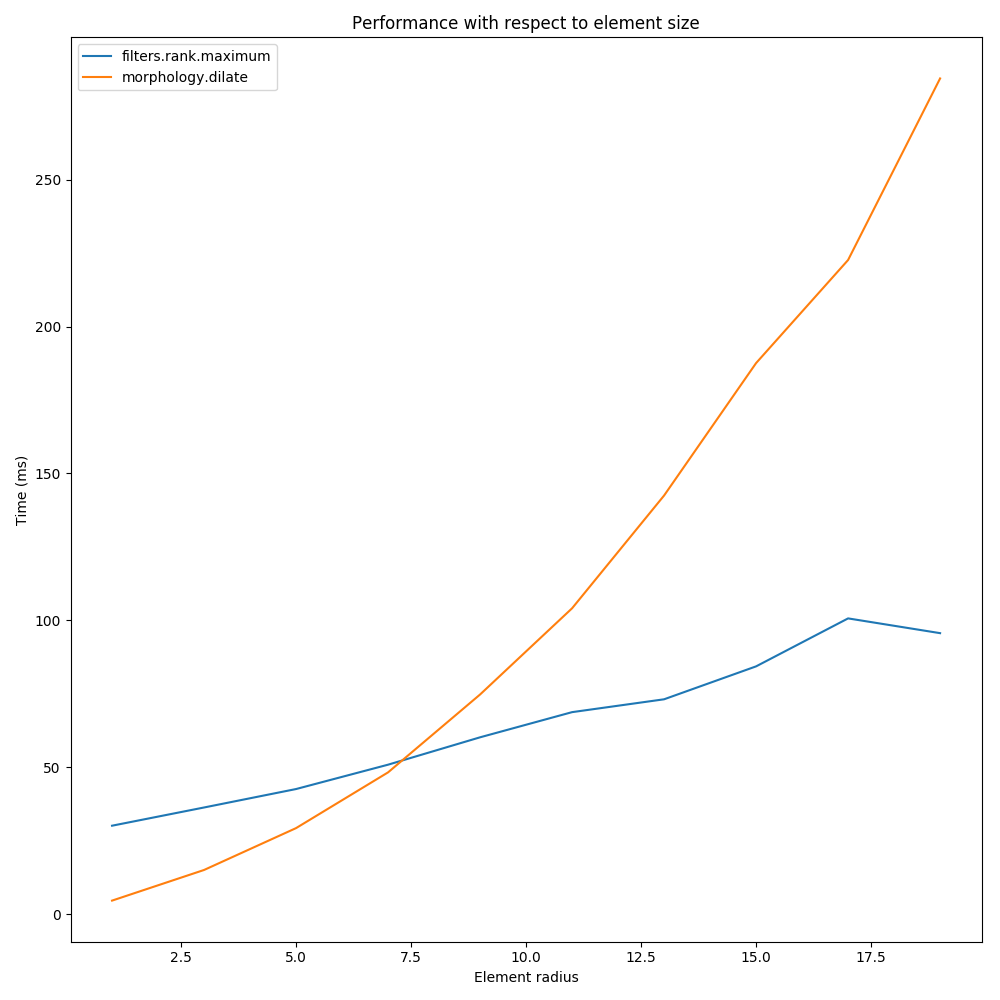 Performance with respect to element size
filters.rank.maximum
morphology.dilate
250
200
150
100
50
0
Time (ms)
2.5
5.0
7.5
10.0
12.5
15.0
17.5
Element radius